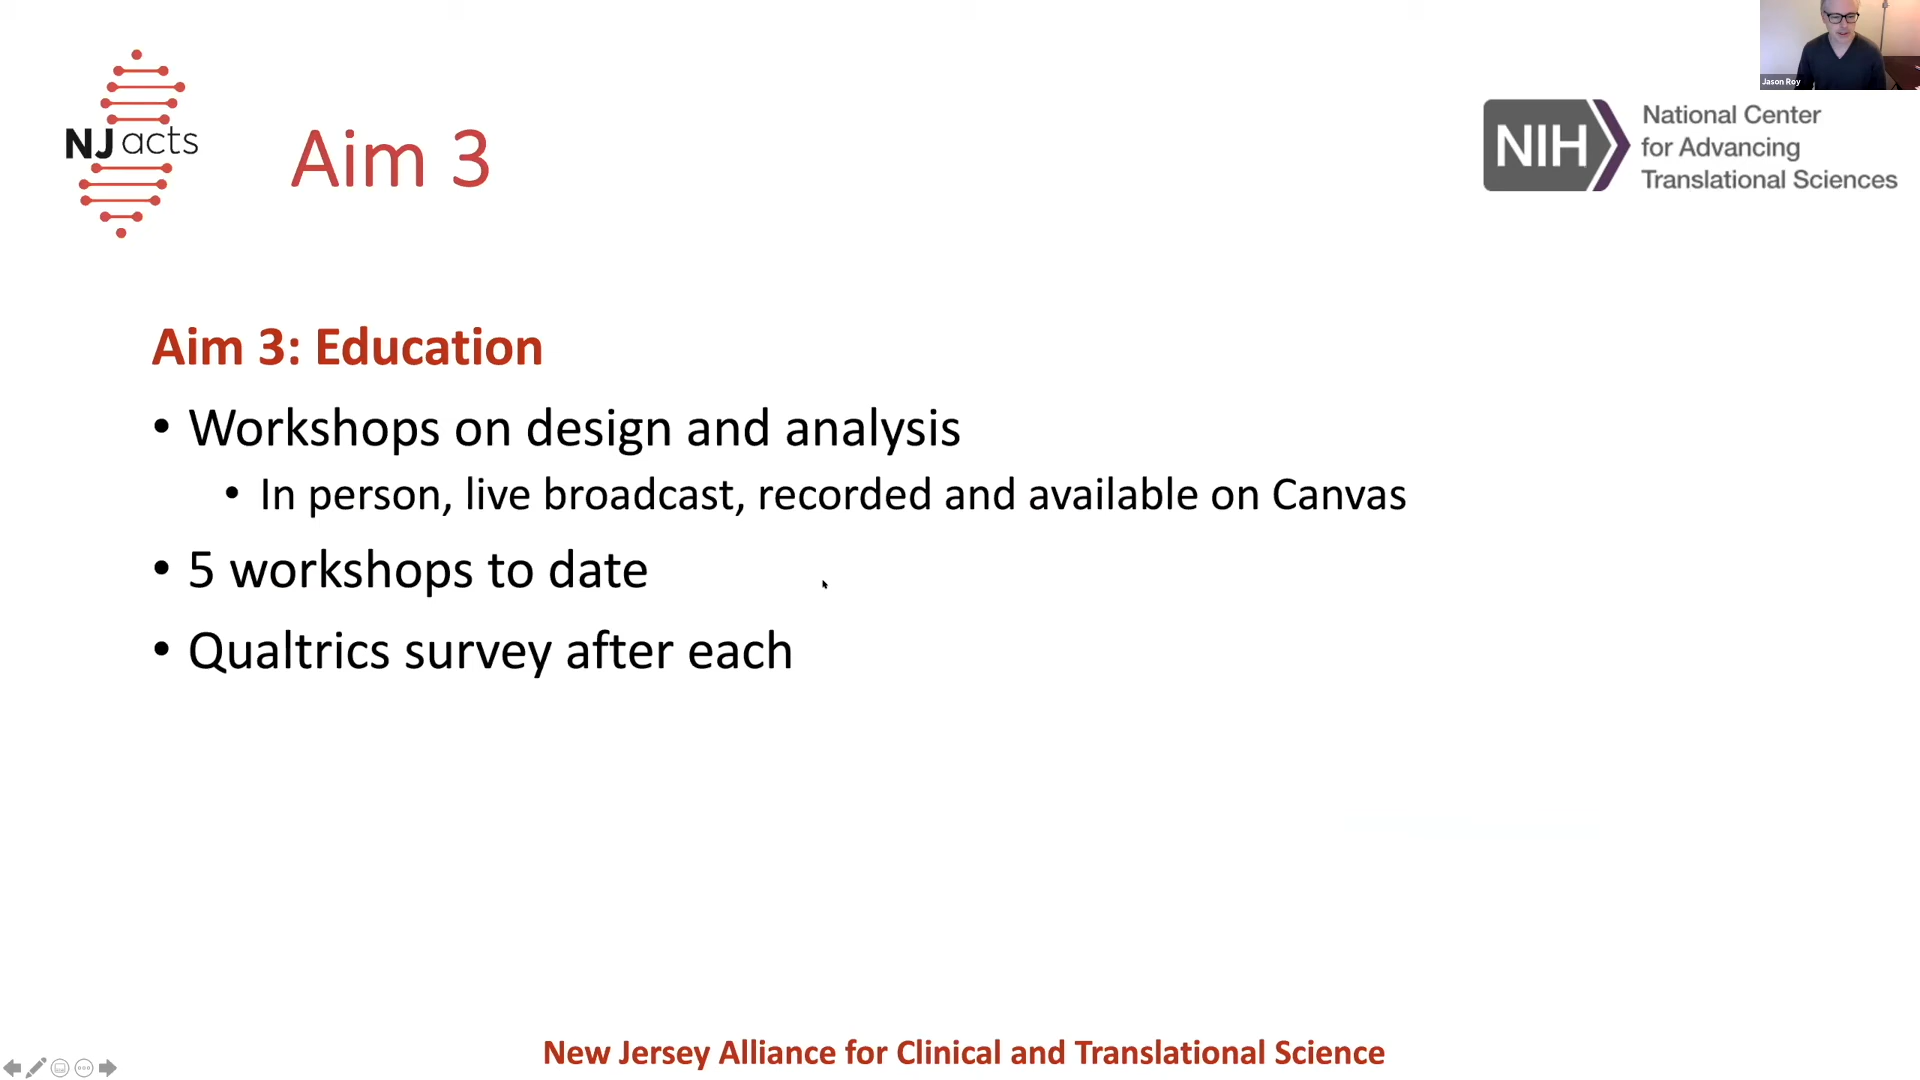 Jason Roy
NJ acts
Aim 3
NIH
National Center
for Advancing
Translational Sciences
Aim 3: Education
• Workshops on design and analysis
• In person, live broadcast, recorded and available on Canvas
• 5 workshops to date
• Qualtrics survey after each
New Jersey Alliance for Clinical and Translational Science